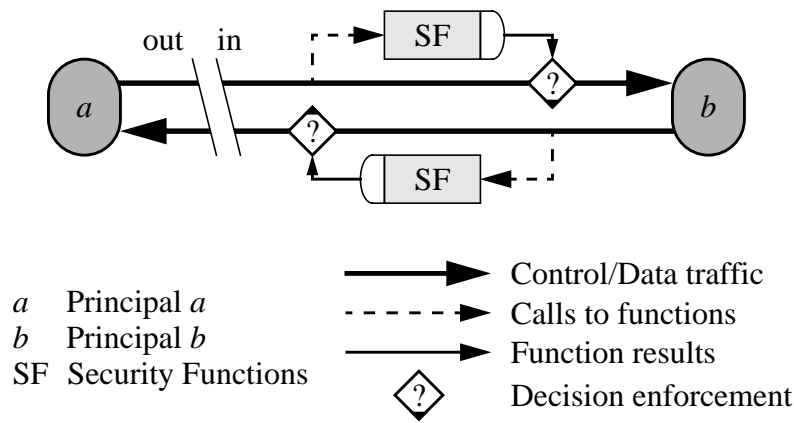 out in
SF
?
a
b
?
SF
a Principal a
b Principal b
SF Security Functions
Control/Data traffic
Calls to functions
Function results
? Decision enforcement